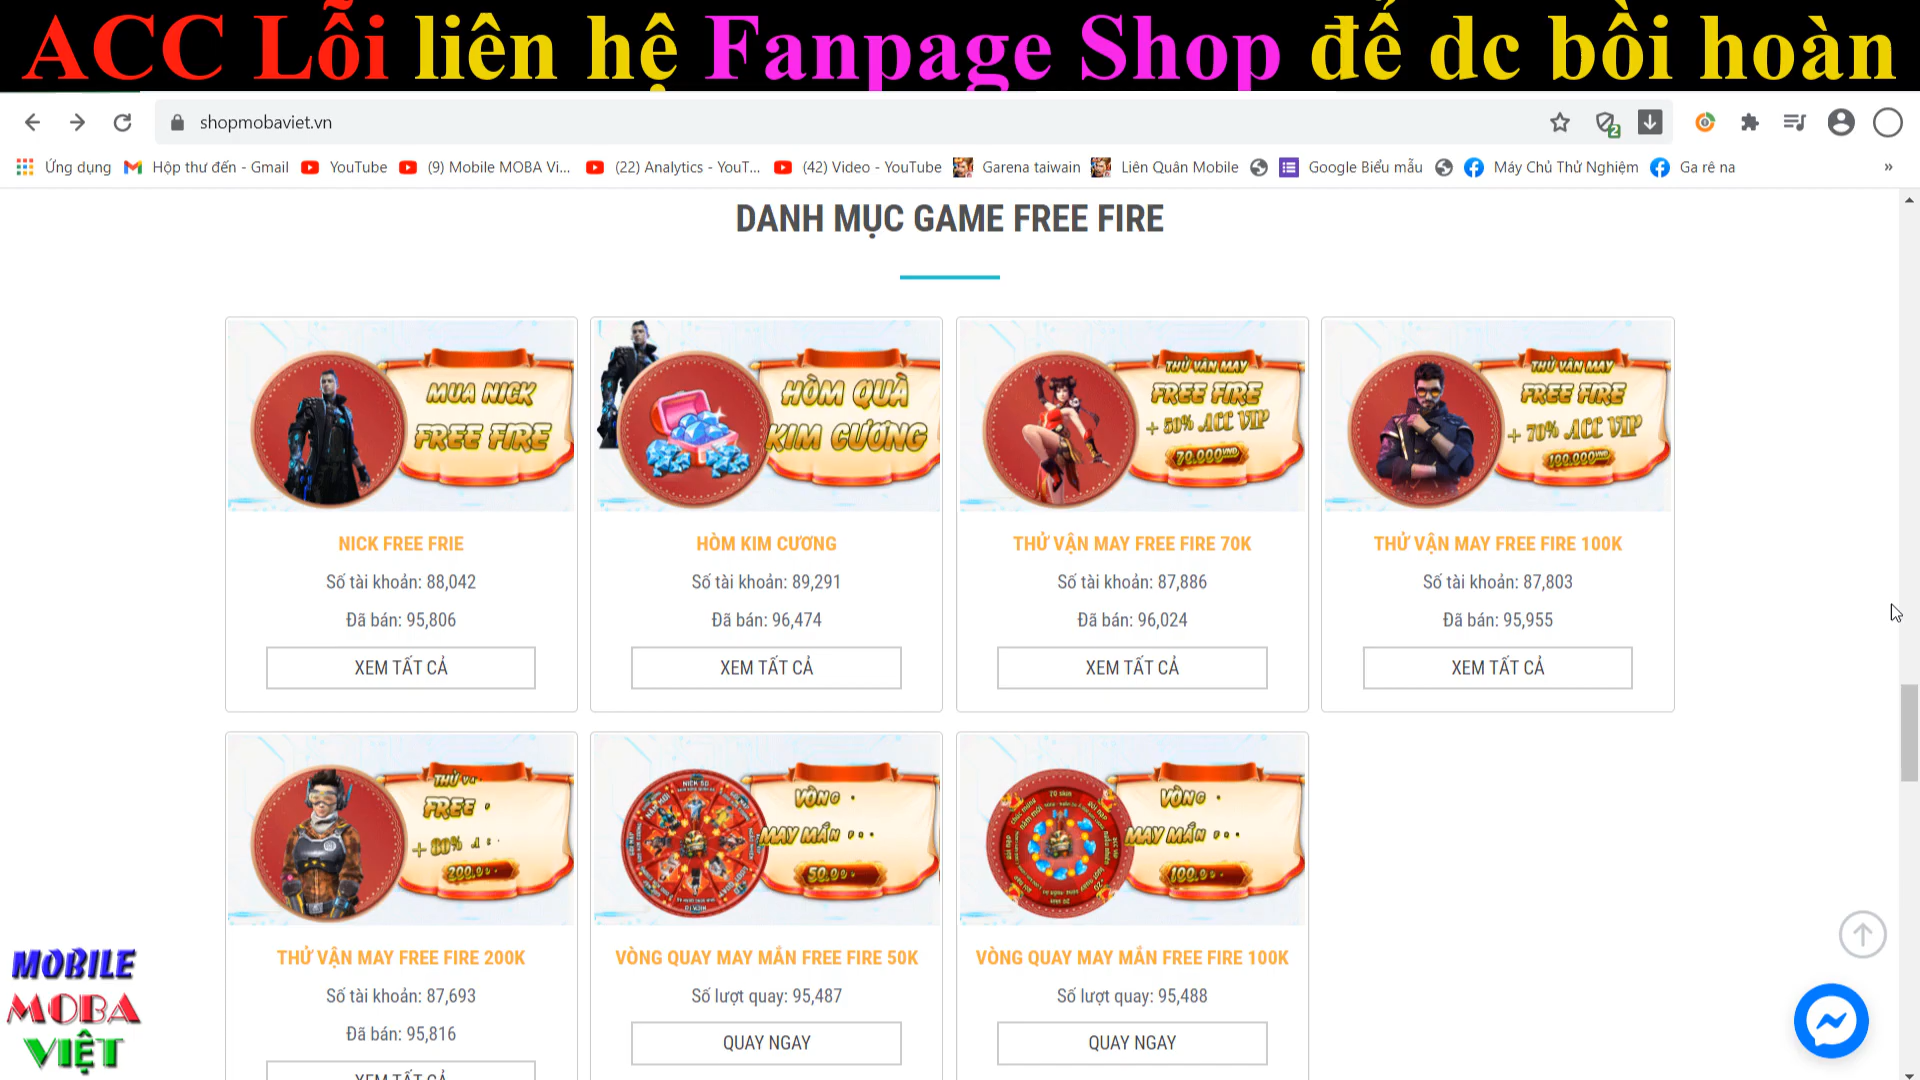 ACC Lỗi liên hệ Fanpage Shop để dc bồi hoàn
shopmobaviet.vn
2
Ứng dụng
Hộp thư đến - Gmail
YouTube
(9) Mobile MOBA Vi...
(22) Analytics - YouT...
(42) Video - YouTube
Garena taiwain
Liên Quân Mobile
Google Biểu mẫu
Máy Chủ Thử Nghiệm
Ga rê na
»
DANH MỤC GAME FREE FIRE
MUA NICK
FREE FIRE
HÒM QUÀ
KIM CƯƠNG
THỬ VẬN MAY
FREE FIRE
+ 50% ACC VIP
70.000VND
THỬ VẬN MAY
FREE FIRE
+ 70% ACC VIP
100.000VND
NICK FREE FRIE
HÒM KIM CƯƠNG
THỬ VẬN MAY FREE FIRE 70K
THỬ VẬN MAY FREE FIRE 100K
Số tài khoản: 88,042
Số tài khoản: 89,291
Số tài khoản: 87,886
Số tài khoản: 87,803
Đã bán: 95,806
Đã bán: 96,474
Đã bán: 96,024
Đã bán: 95,955
XEM TẤT CẢ
XEM TẤT CẢ
XEM TẤT CẢ
XEM TẤT CẢ
THỬ
FREE
+ 80%
VÒNG
MAY MẮN
VÒNG
MAY MẮN
THỬ VẬN MAY FREE FIRE 200K
VÒNG QUAY MAY MẮN FREE FIRE 50K
VÒNG QUAY MAY MẮN FREE FIRE 100K
Số tài khoản: 87,693
Số lượt quay: 95,487
Số lượt quay: 95,488
Đã bán: 95,816
QUAY NGAY
QUAY NGAY
XEM TẤT CẢ
MOBILE
MOBA
VIỆT